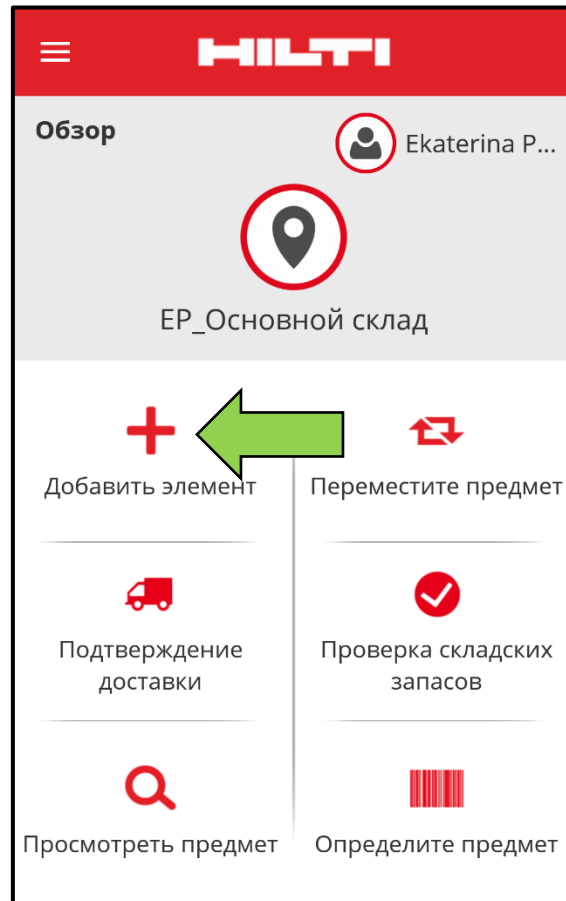 HILTI
Обзор
Ekaterina P...
EP_Основной склад
Добавить элемент
Переместите предмет
Подтверждение
доставки
Проверка складских
запасов
Просмотреть предмет
Определите предмет